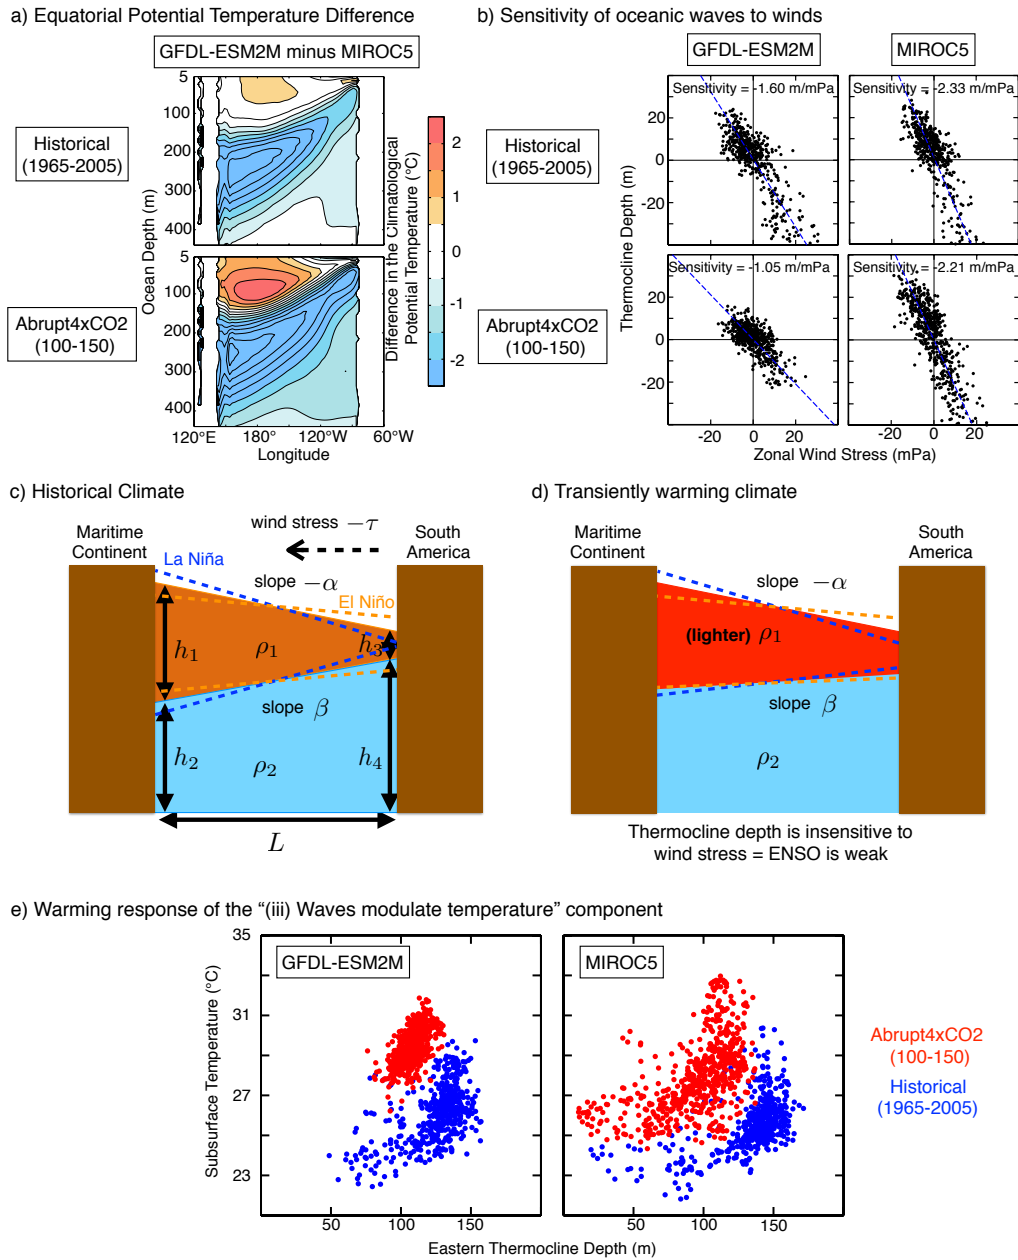 a) Equatorial Potential Temperature Difference
GFDL-ESM2M minus MIROC5
Historical
(1965-2005)
Abrupt4xCO2
(100-150)
Ocean Depth (m)
5
100
200
300
400
5
100
200
300
400
120°E
180°
120°W
60°W
Longitude
Difference in the Climatological
Potential Temperature (°C)
2
1
0
-1
-2
b) Sensitivity of oceanic waves to winds
GFDL-ESM2M
MIROC5
Historical
(1965-2005)
Abrupt4xCO2
(100-150)
Thermocline Depth (m)
Sensitivity = -1.60 m/mPa
Sensitivity = -2.33 m/mPa
20
0
-20
Sensitivity = -1.05 m/mPa
Sensitivity = -2.21 m/mPa
20
0
-20
-20
0
20
-20
0
20
Zonal Wind Stress (mPa)
c) Historical Climate
Maritime
Continent
wind stress −τ
South
America
La Niña
slope −α
El Niño
h₁
ρ₁
h₃
slope β
h₂
ρ₂
h₄
L
d) Transiently warming climate
Maritime
Continent
South
America
slope −α
(lighter) ρ₁
slope β
ρ₂
Thermocline depth is insensitive to
wind stress = ENSO is weak
e) Warming response of the “(iii) Waves modulate temperature” component
GFDL-ESM2M
MIROC5
Subsurface Temperature (°C)
35
31
27
23
50
100
150
50
100
150
Eastern Thermocline Depth (m)
Abrupt4xCO2
(100-150)
Historical
(1965-2005)